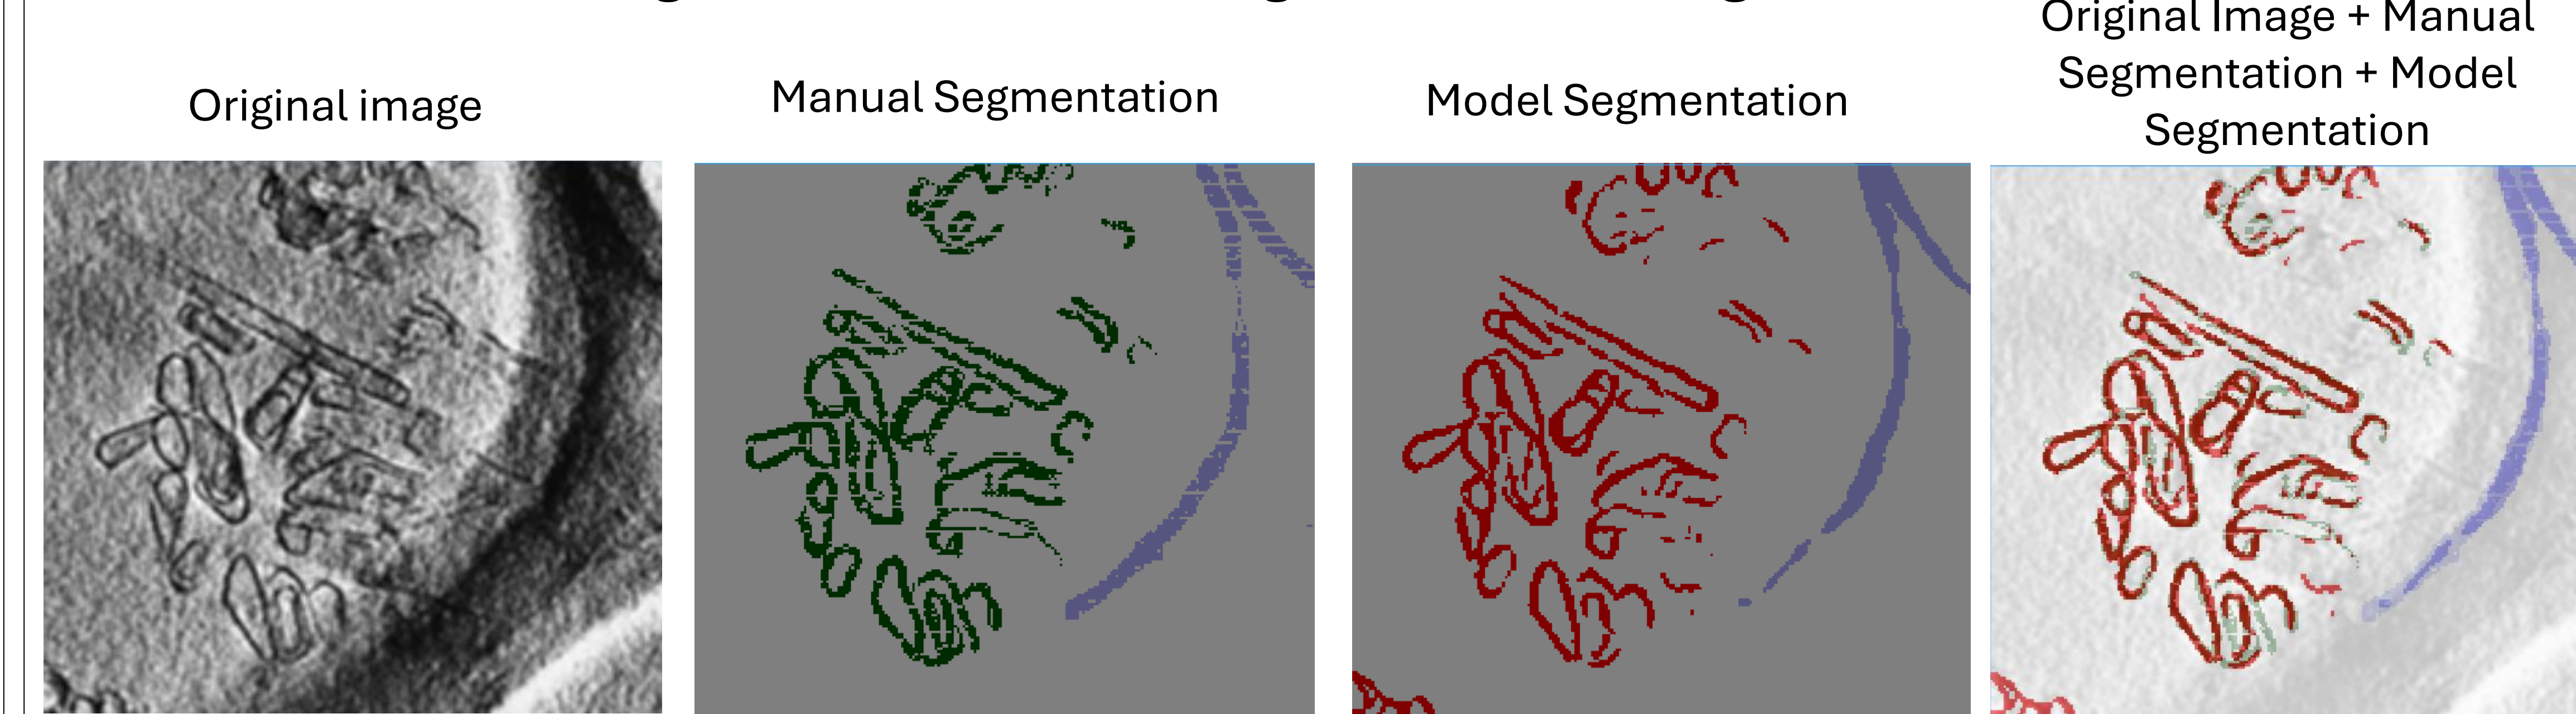 Original image
Manual Segmentation
Model Segmentation
Original Image + Manual
Segmentation + Model
Segmentation